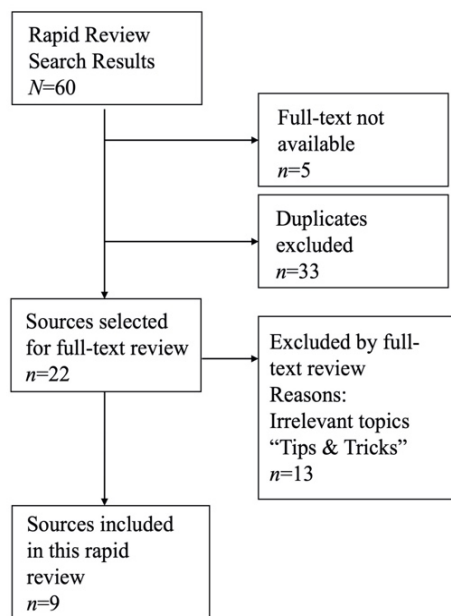 Rapid Review
Search Results
N=60
Full-text not
available
n=5
Duplicates
excluded
n=33
Sources selected
for full-text review
n=22
Excluded by full-
text review
Reasons:
Irrelevant topics
“Tips & Tricks”
n=13
Sources included
in this rapid
review
n=9